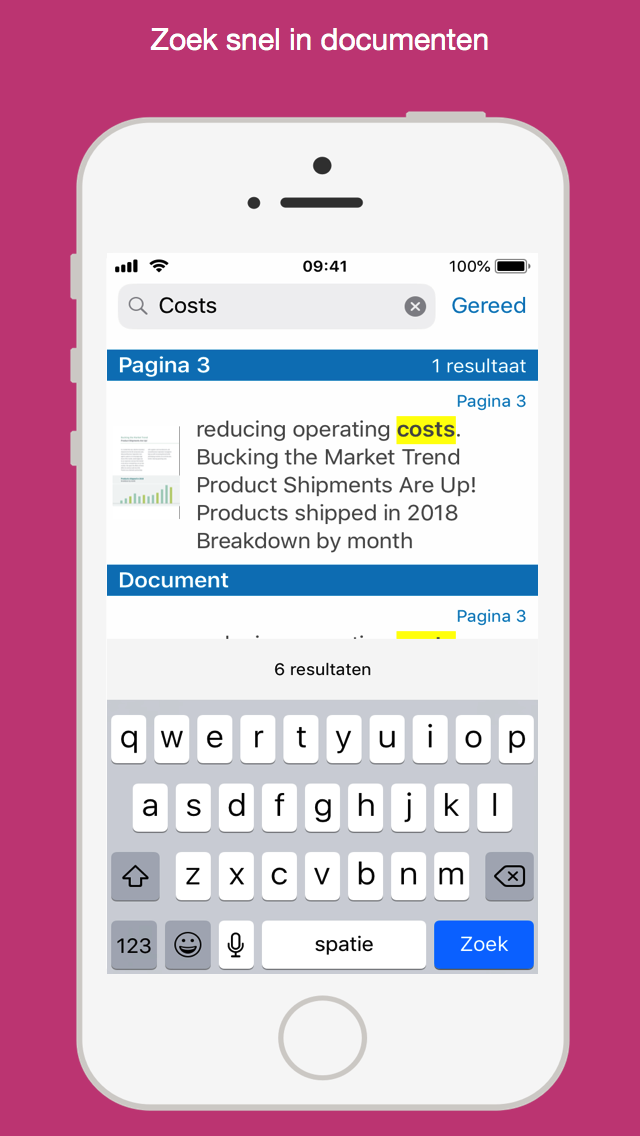 Zoek snel in documenten
09:41
100%
Costs
Gereed
Pagina 3
1 resultaat
Pagina 3
reducing operating costs.
Bucking the Market Trend
Product Shipments Are Up!
Products shipped in 2018
Breakdown by month
Document
Pagina 3
6 resultaten
q w e r t y u i o p
a s d f g h j k l
z x c v b n m
123
spatie
Zoek